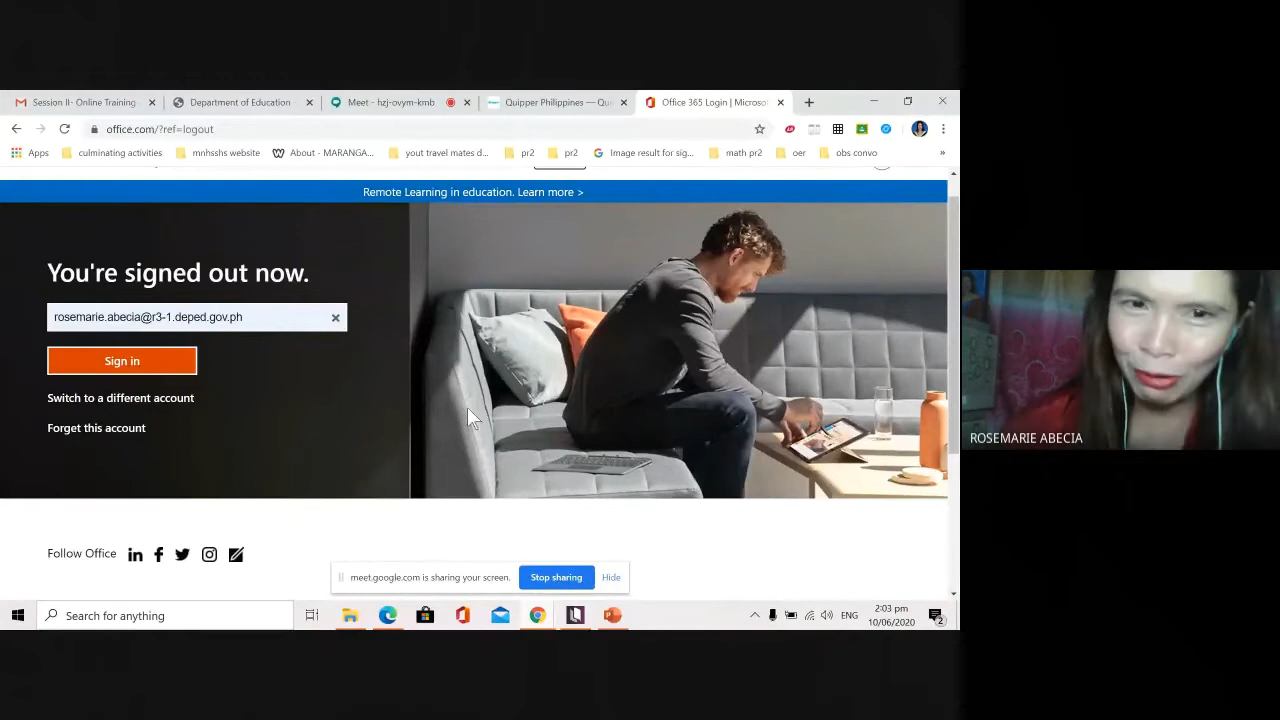 Session II- Online Training
Department of Education
Meet - hzj-ovym-kmb
Quipper Philippines — Qu
Office 365 Login | Microso
office.com/?ref=logout
Apps
culminating activities
mnhsshs website
About - MARANGA...
yout travel mates d...
pr2
pr2
Image result for sig...
math pr2
oer
obs convo
»
Remote Learning in education. Learn more >
You're signed out now.
rosemarie.abecia@r3-1.deped.gov.ph
Sign in
Switch to a different account
Forget this account
ROSEMARIE ABECIA
Follow Office
meet.google.com is sharing your screen.
Stop sharing
Hide
Search for anything
ENG
2:03 pm
10/06/2020
2